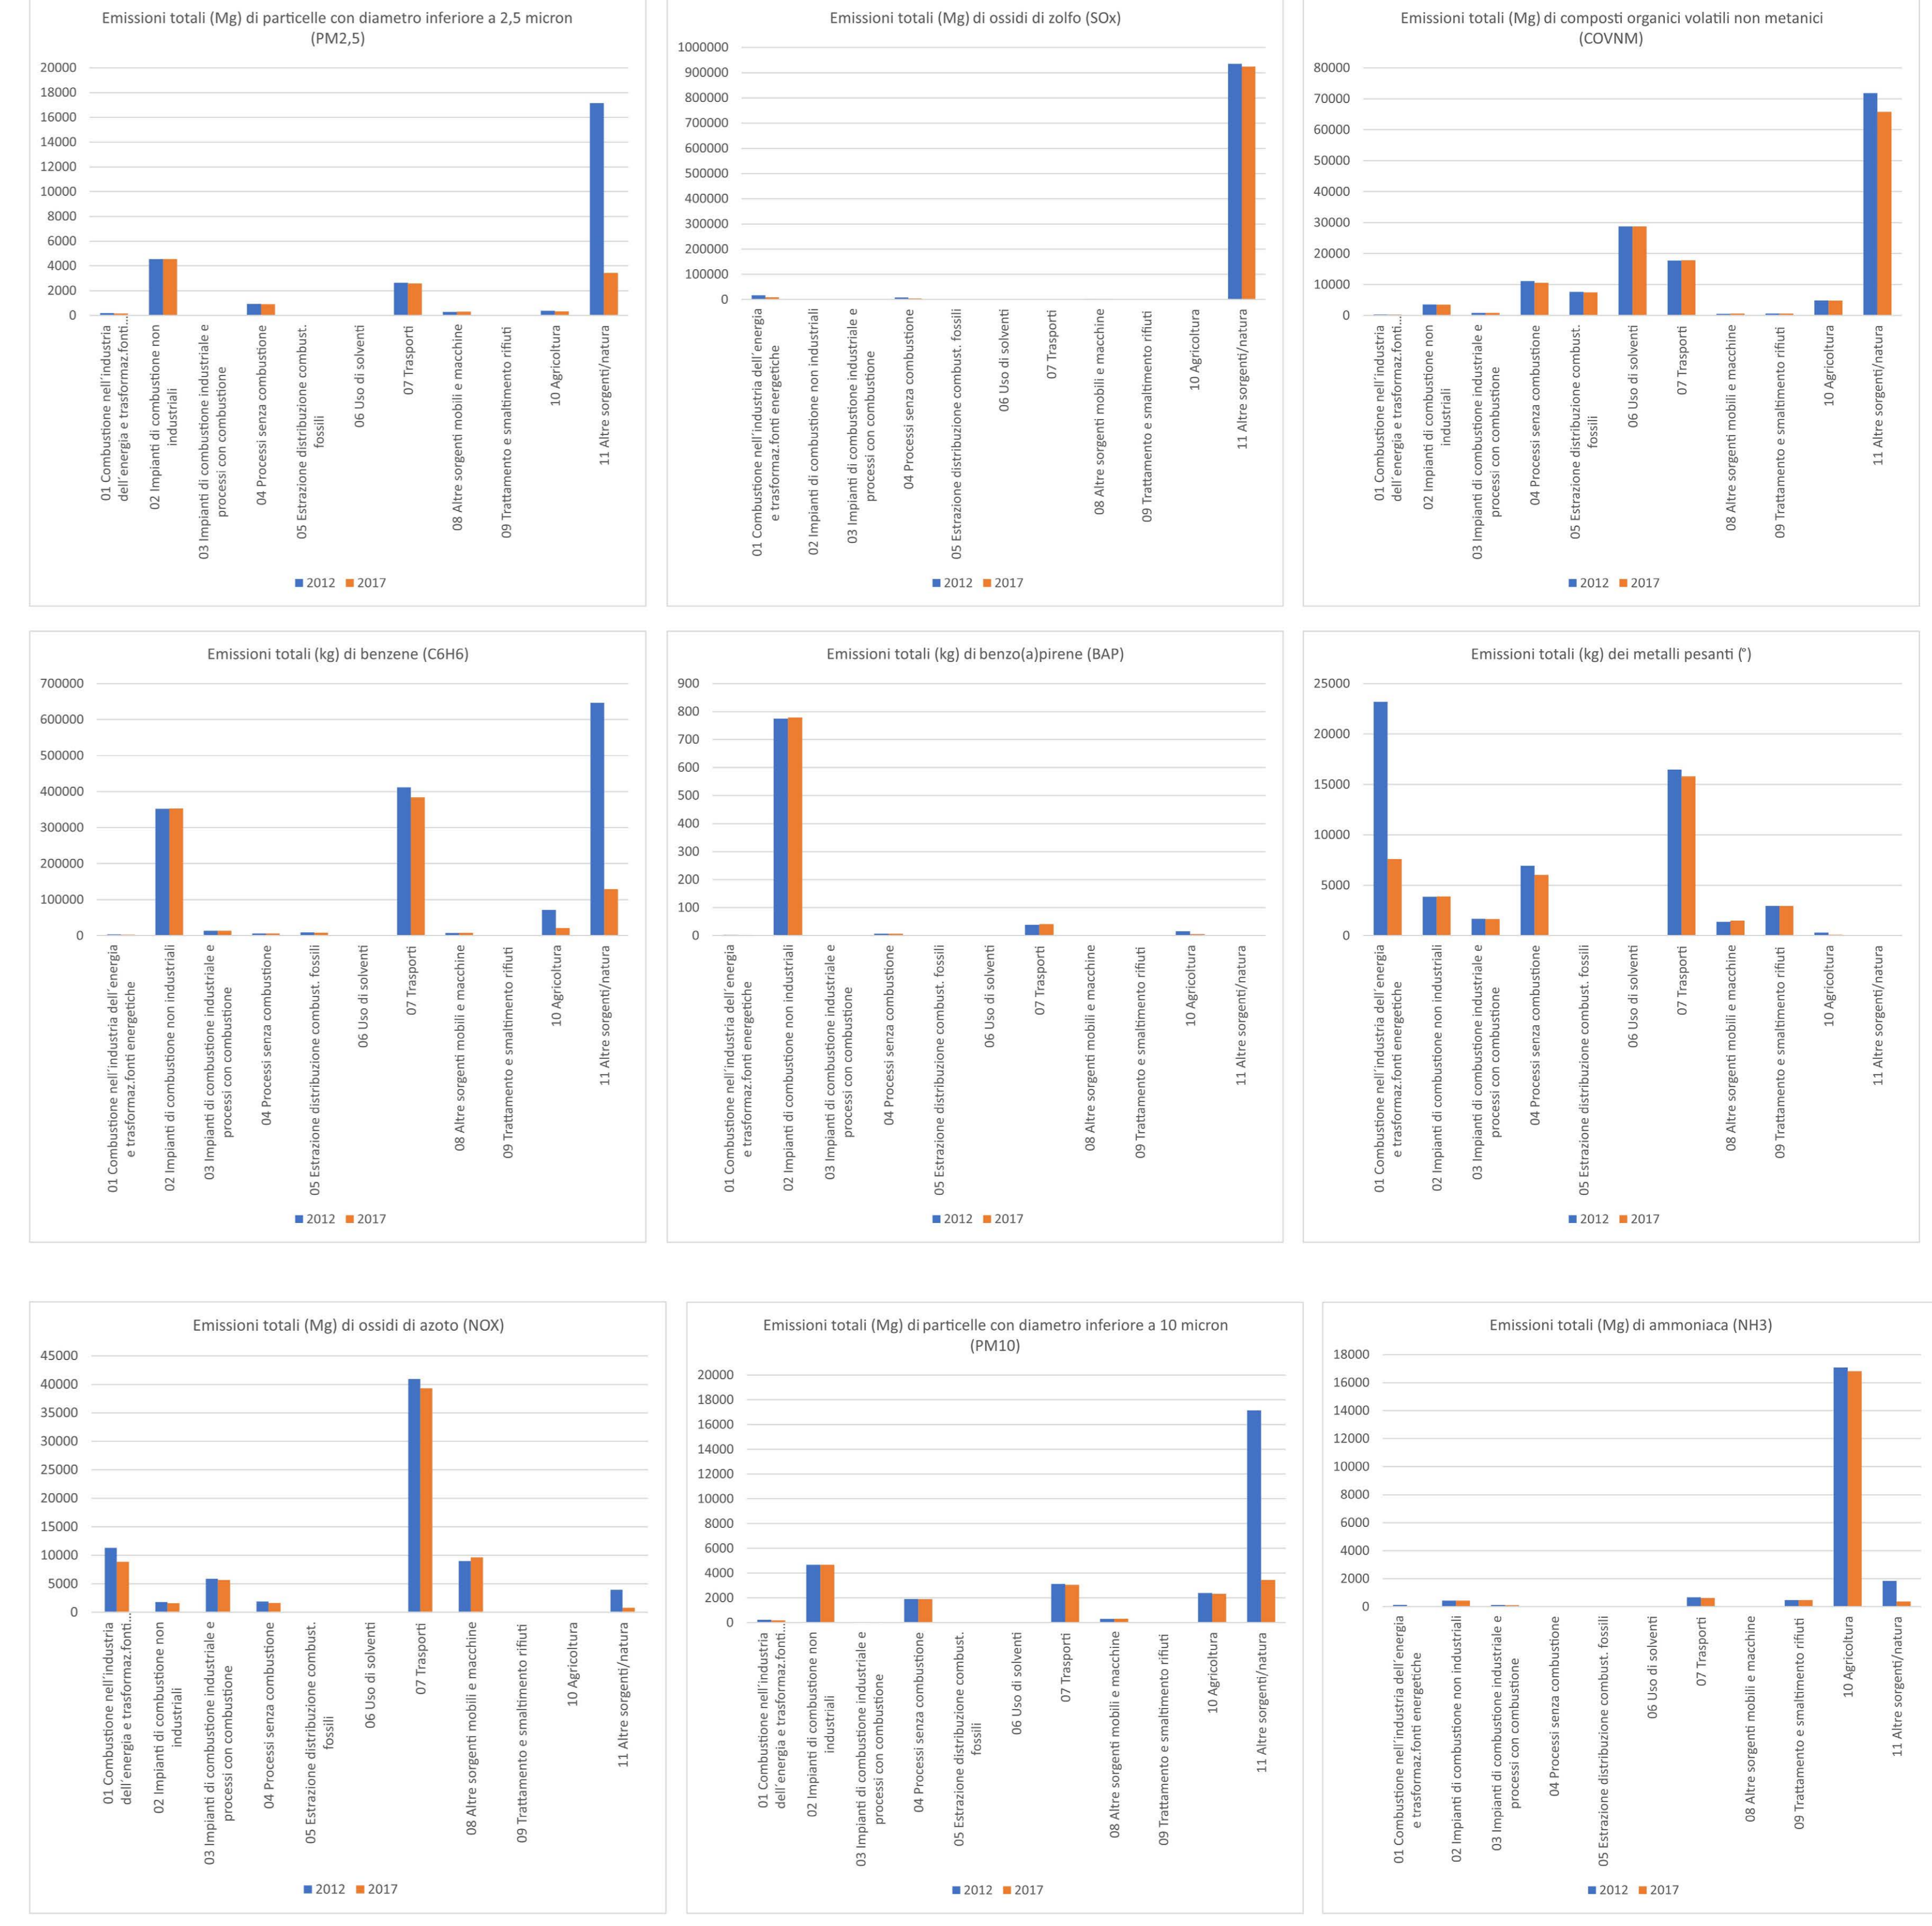 Emissioni totali (Mg) di particelle con diametro inferiore a 2,5 micron
(PM2,5)
20000
18000
16000
14000
12000
10000
8000
6000
4000
2000
0
01 Combustione nell´industria
dell´energia e trasformaz.fonti…
02 Impianti di combustione non
industriali
03 Impianti di combustione industriale e
processi con combustione
04 Processi senza combustione
05 Estrazione distribuzione combust.
fossili
06 Uso di solventi
07 Trasporti
08 Altre sorgenti mobili e macchine
09 Trattamento e smaltimento rifiuti
10 Agricoltura
11 Altre sorgenti/natura
2012 2017
Emissioni totali (Mg) di ossidi di zolfo (SOx)
1000000
900000
800000
700000
600000
500000
400000
300000
200000
100000
0
01 Combustione nell´industria dell´energia
e trasformaz.fonti energetiche
02 Impianti di combustione non industriali
03 Impianti di combustione industriale e
processi con combustione
04 Processi senza combustione
05 Estrazione distribuzione combust. fossili
06 Uso di solventi
07 Trasporti
08 Altre sorgenti mobili e macchine
09 Trattamento e smaltimento rifiuti
10 Agricoltura
11 Altre sorgenti/natura
2012 2017
Emissioni totali (Mg) di composti organici volatili non metanici
(COVNM)
80000
70000
60000
50000
40000
30000
20000
10000
0
01 Combustione nell´industria
dell´energia e trasformaz.fonti…
02 Impianti di combustione non
industriali
03 Impianti di combustione industriale e
processi con combustione
04 Processi senza combustione
05 Estrazione distribuzione combust.
fossili
06 Uso di solventi
07 Trasporti
08 Altre sorgenti mobili e macchine
09 Trattamento e smaltimento rifiuti
10 Agricoltura
11 Altre sorgenti/natura
2012 2017
Emissioni totali (kg) di benzene (C6H6)
700000
600000
500000
400000
300000
200000
100000
0
01 Combustione nell´industria dell´energia
e trasformaz.fonti energetiche
02 Impianti di combustione non industriali
03 Impianti di combustione industriale e
processi con combustione
04 Processi senza combustione
05 Estrazione distribuzione combust. fossili
06 Uso di solventi
07 Trasporti
08 Altre sorgenti mobili e macchine
09 Trattamento e smaltimento rifiuti
10 Agricoltura
11 Altre sorgenti/natura
2012 2017
Emissioni totali (kg) di benzo(a)pirene (BAP)
900
800
700
600
500
400
300
200
100
0
01 Combustione nell´industria dell´energia
e trasformaz.fonti energetiche
02 Impianti di combustione non industriali
03 Impianti di combustione industriale e
processi con combustione
04 Processi senza combustione
05 Estrazione distribuzione combust. fossili
06 Uso di solventi
07 Trasporti
08 Altre sorgenti mobili e macchine
09 Trattamento e smaltimento rifiuti
10 Agricoltura
11 Altre sorgenti/natura
2012 2017
Emissioni totali (kg) dei metalli pesanti (°)
25000
20000
15000
10000
5000
0
01 Combustione nell´industria dell´energia
e trasformaz.fonti energetiche
02 Impianti di combustione non industriali
03 Impianti di combustione industriale e
processi con combustione
04 Processi senza combustione
05 Estrazione distribuzione combust. fossili
06 Uso di solventi
07 Trasporti
08 Altre sorgenti mobili e macchine
09 Trattamento e smaltimento rifiuti
10 Agricoltura
11 Altre sorgenti/natura
2012 2017
Emissioni totali (Mg) di ossidi di azoto (NOX)
45000
40000
35000
30000
25000
20000
15000
10000
5000
0
01 Combustione nell´industria
dell´energia e trasformaz.fonti…
02 Impianti di combustione non
industriali
03 Impianti di combustione industriale e
processi con combustione
04 Processi senza combustione
05 Estrazione distribuzione combust.
fossili
06 Uso di solventi
07 Trasporti
08 Altre sorgenti mobili e macchine
09 Trattamento e smaltimento rifiuti
10 Agricoltura
11 Altre sorgenti/natura
2012 2017
Emissioni totali (Mg) di particelle con diametro inferiore a 10 micron
(PM10)
20000
18000
16000
14000
12000
10000
8000
6000
4000
2000
0
01 Combustione nell´industria
dell´energia e trasformaz.fonti…
02 Impianti di combustione non
industriali
03 Impianti di combustione industriale e
processi con combustione
04 Processi senza combustione
05 Estrazione distribuzione combust.
fossili
06 Uso di solventi
07 Trasporti
08 Altre sorgenti mobili e macchine
09 Trattamento e smaltimento rifiuti
10 Agricoltura
11 Altre sorgenti/natura
2012 2017
Emissioni totali (Mg) di ammoniaca (NH3)
18000
16000
14000
12000
10000
8000
6000
4000
2000
0
01 Combustione nell´industria dell´energia
e trasformaz.fonti energetiche
02 Impianti di combustione non industriali
03 Impianti di combustione industriale e
processi con combustione
04 Processi senza combustione
05 Estrazione distribuzione combust. fossili
06 Uso di solventi
07 Trasporti
08 Altre sorgenti mobili e macchine
09 Trattamento e smaltimento rifiuti
10 Agricoltura
11 Altre sorgenti/natura
2012 2017